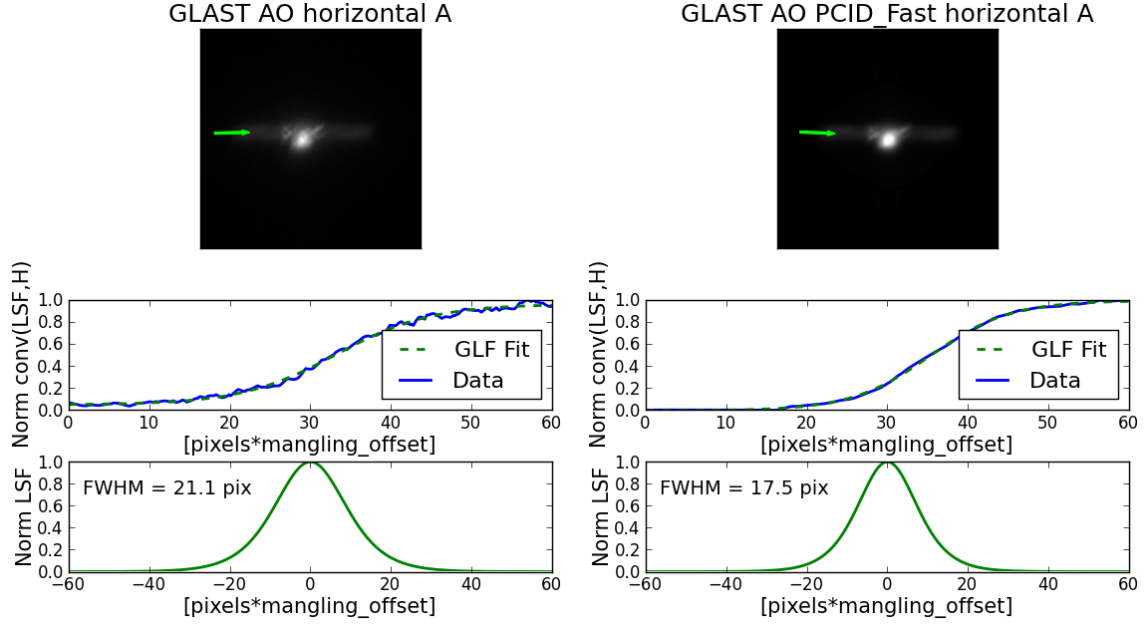 GLAST AO horizontal A
GLAST AO PCID_Fast horizontal A
Norm conv(LSF,H)
1.0
0.8
0.6
0.4
0.2
0.0
GLF Fit
Data
0 10 20 30 40 50 60
[pixels*mangling_offset]
Norm conv(LSF,H)
1.0
0.8
0.6
0.4
0.2
0.0
GLF Fit
Data
0 10 20 30 40 50 60
[pixels*mangling_offset]
Norm LSF
1.0
0.8
0.6
0.4
0.2
0.0
FWHM = 21.1 pix
−60 −40 −20 0 20 40 60
[pixels*mangling_offset]
Norm LSF
1.0
0.8
0.6
0.4
0.2
0.0
FWHM = 17.5 pix
−60 −40 −20 0 20 40 60
[pixels*mangling_offset]